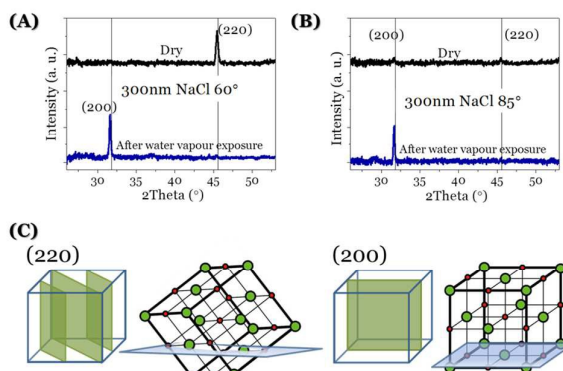 (A)
(220)
Dry
300nm NaCl 60°
(200)
After water vapour exposure
Intensity (a. u.)
30 35 40 45 50
2Theta (°)
(B)
(200) (220)
Dry
300nm NaCl 85°
After water vapour exposure
Intensity (a. u.)
30 35 40 45 50
2Theta (°)
(C)
(220)
(200)